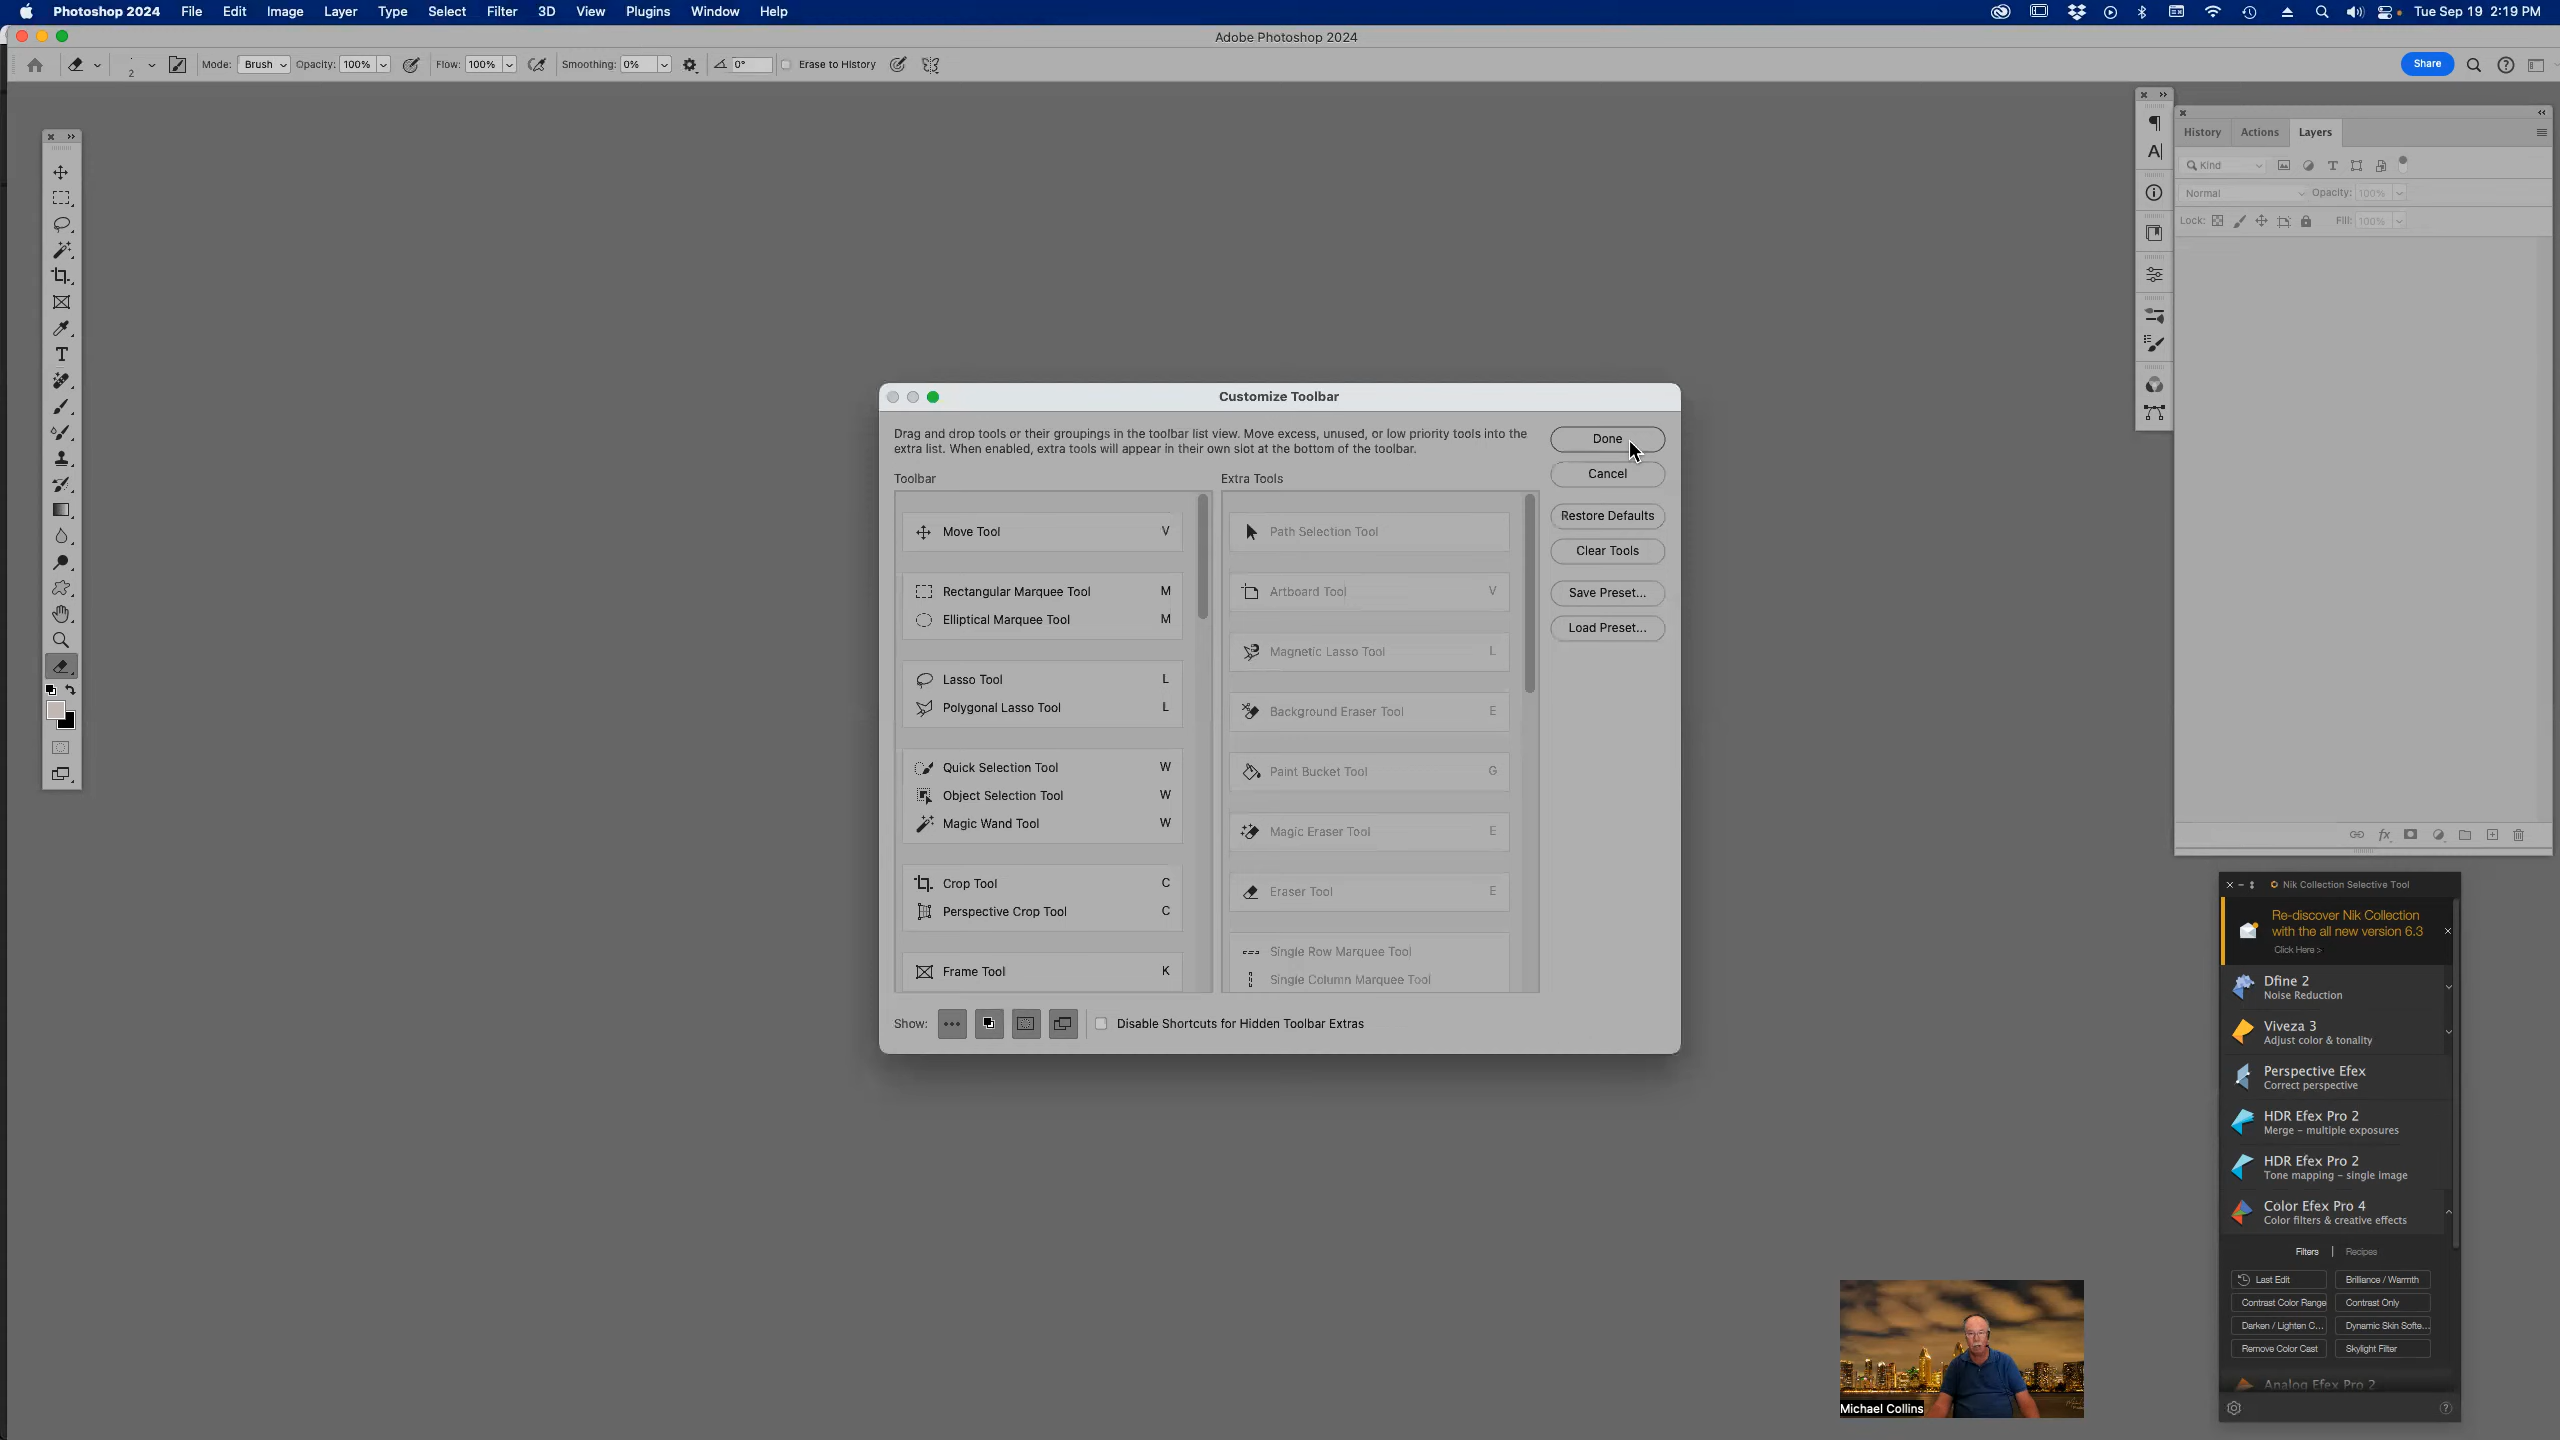 Photoshop 2024 File Edit Image Layer Type Select Filter 3D View Plugins Window Help Tue Sep 19 2:19 PM
Adobe Photoshop 2024
2 Mode: Brush Opacity: 100% Flow: 100% Smoothing: 0% 0° Erase to History Share
History Actions Layers
Kind
Normal Opacity: 100%
Lock: Fill: 100%
Customize Toolbar
Drag and drop tools or their groupings in the toolbar list view. Move excess, unused, or low priority tools into the
extra list. When enabled, extra tools will appear in their own slot at the bottom of the toolbar.
Done
Cancel
Restore Defaults
Clear Tools
Save Preset...
Load Preset...
Toolbar
Move Tool V
Rectangular Marquee Tool M
Elliptical Marquee Tool M
Lasso Tool L
Polygonal Lasso Tool L
Quick Selection Tool W
Object Selection Tool W
Magic Wand Tool W
Crop Tool C
Perspective Crop Tool C
Frame Tool K
Extra Tools
Path Selection Tool
Artboard Tool V
Magnetic Lasso Tool L
Background Eraser Tool E
Paint Bucket Tool G
Magic Eraser Tool E
Eraser Tool E
Single Row Marquee Tool
Single Column Marquee Tool
Show: Disable Shortcuts for Hidden Toolbar Extras
Nik Collection Selective Tool
Re-discover Nik Collection
with the all new version 6.3
Click Here >
Dfine 2
Noise Reduction
Viveza 3
Adjust color & tonality
Perspective Efex
Correct perspective
HDR Efex Pro 2
Merge – multiple exposures
HDR Efex Pro 2
Tone mapping – single image
Color Efex Pro 4
Color filters & creative effects
Filters | Recipes
Last Edit Brilliance / Warmth
Contrast Color Range Contrast Only
Darken / Lighten C... Dynamic Skin Softe...
Remove Color Cast Skylight Filter
Analog Efex Pro 2
Michael Collins